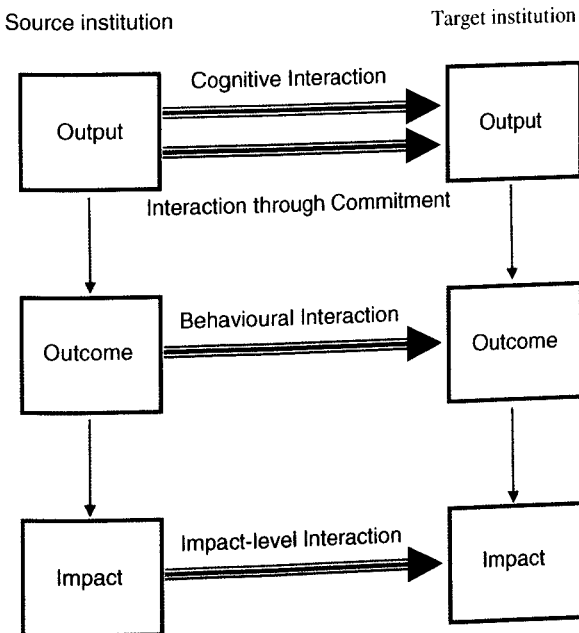 Source institution
Target institution
Cognitive Interaction
Output
Output
Interaction through Commitment
Behavioural Interaction
Outcome
Outcome
Impact-level Interaction
Impact
Impact